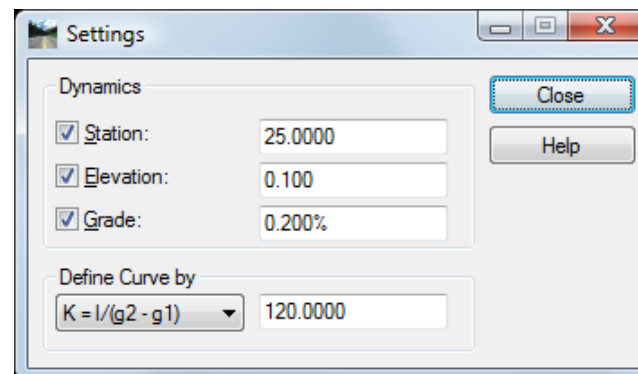 Settings
Dynamics
Close
Station:
25.0000
Help
Elevation:
0.100
Grade:
0.200%
Define Curve by
K = l/(g2 - g1)
120.0000